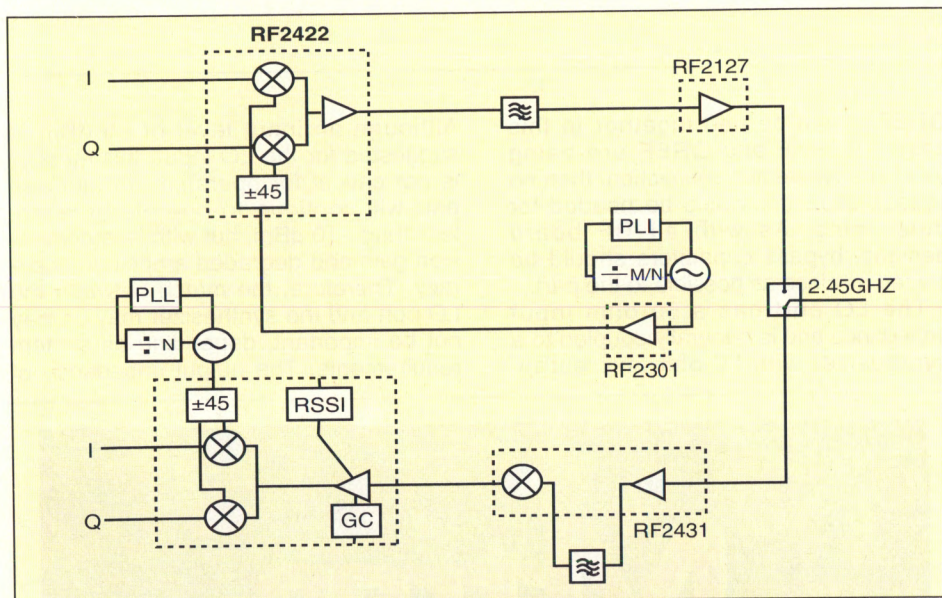 RF2422
I
RF2127
Q
±45
PLL
÷ M/N
2.45GHZ
PLL
÷ N
RF2301
±45
RSSI
I
GC
Q
RF2431